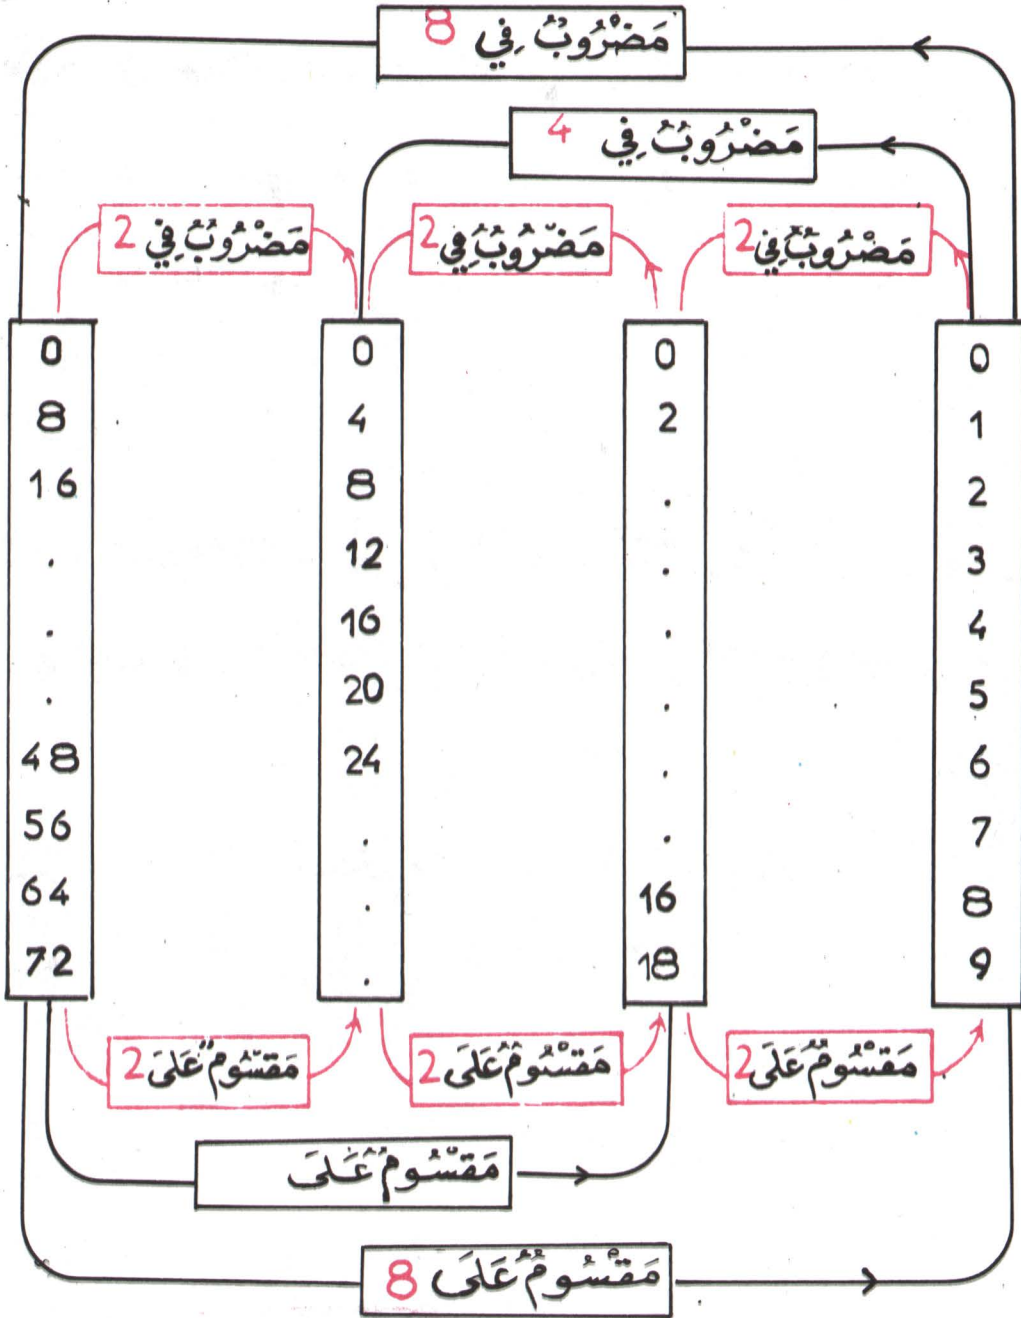 مَضْرُوبٌ فِي 8
مَضْرُوبٌ فِي 4
مَضْرُوبٌ فِي 2 مَضْرُوبٌ فِي 2 مَضْرُوبٌ فِي 2
0 0 0 0
1 2 4 8
2 . 8 16
3 . 12 .
4 . 16 .
5 . 20 .
6 . 24 48
7 . . 56
8 16 . 64
9 18 . 72
مَقْسُومٌ عَلَى 2 مَقْسُومٌ عَلَى 2 مَقْسُومٌ عَلَى 2
مَقْسُومٌ عَلَى
مَقْسُومٌ عَلَى 8